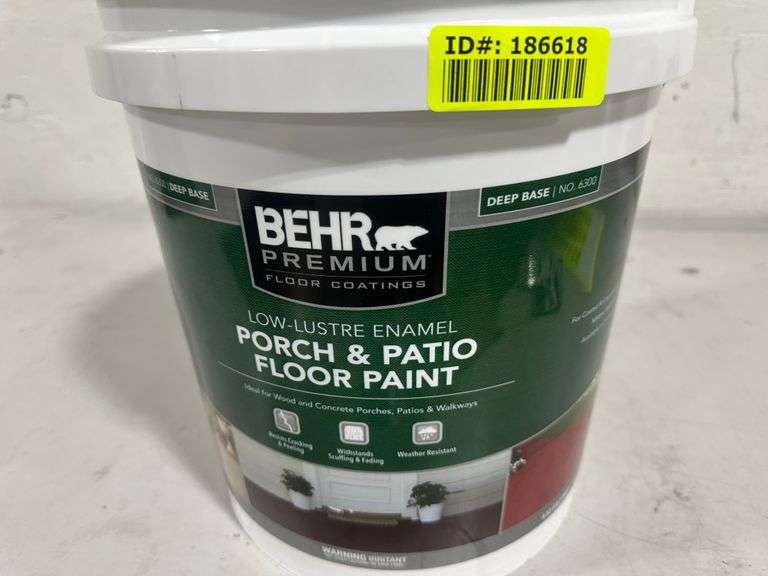 ID#: 186618
DEEP BASE
DEEP BASE | NO. 6300
BEHR
PREMIUM
FLOOR COATINGS
LOW-LUSTRE ENAMEL
PORCH & PATIO
FLOOR PAINT
Ideal for Wood and Concrete Porches, Patios & Walkways
Resists Cracking
& Peeling
Withstands
Scuffing & Fading
Weather Resistant
WARNING IRRITANT